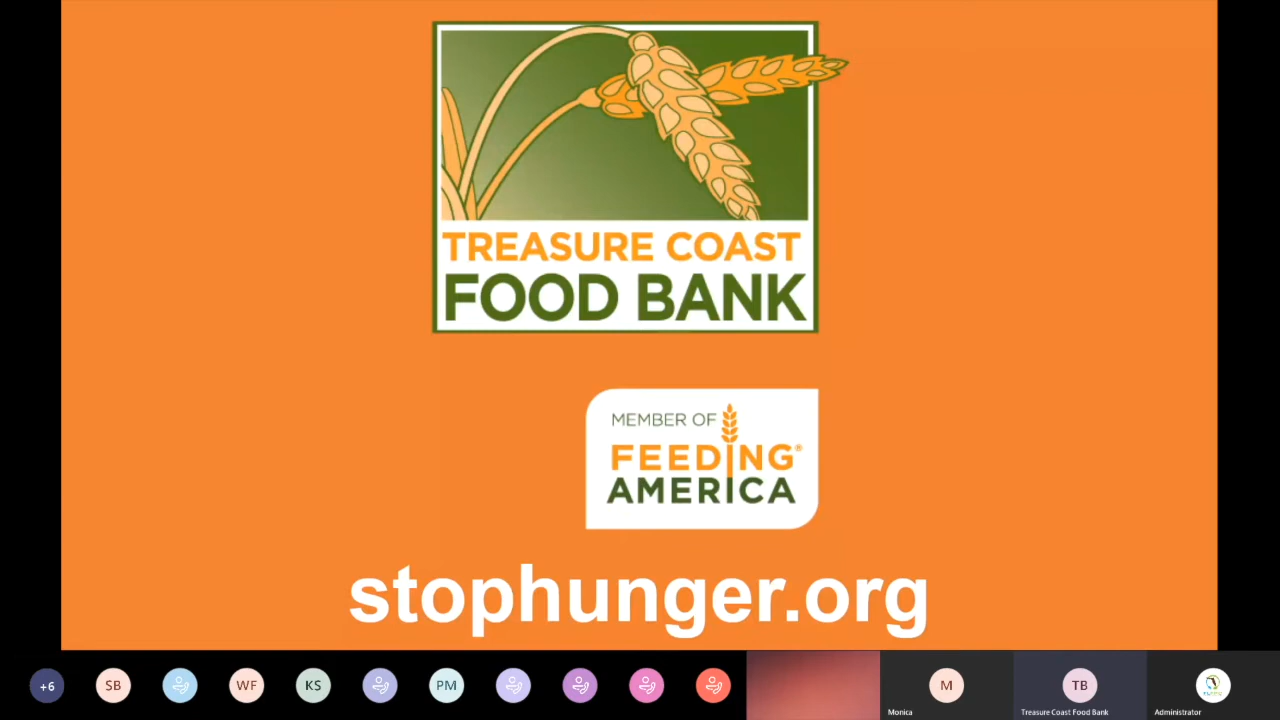 TREASURE COAST
FOOD BANK
MEMBER OF
FEEDING®
AMERICA
stophunger.org
+6
SB
WF
KS
PM
M
Monica
TB
Treasure Coast Food Bank
Administrator